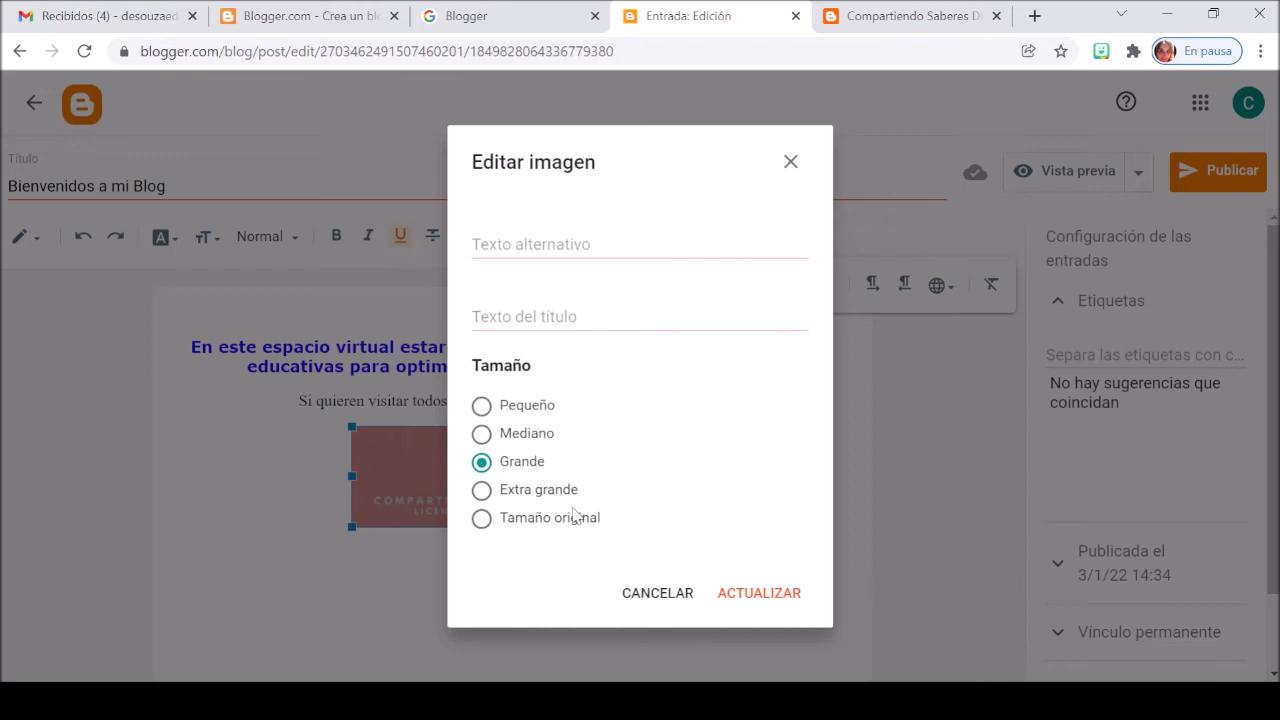 Recibidos (4) - desouzaed
Blogger.com - Crea un bl
Blogger
Entrada: Edición
Compartiendo Saberes D
blogger.com/blog/post/edit/2703462491507460201/1849828064336779380
En pausa
C
Título
Bienvenidos a mi Blog
Vista previa
Publicar
Normal
B
I
U
S
Editar imagen
Texto alternativo
Texto del título
Tamaño
Pequeño
Mediano
Grande
Extra grande
Tamaño original
CANCELAR
ACTUALIZAR
En este espacio virtual estar
educativas para optim
Si quieren visitar todos
COMPART
LICEN
Configuración de las
entradas
Etiquetas
Separa las etiquetas con c...
No hay sugerencias que
coincidan
Publicada el
3/1/22 14:34
Vínculo permanente